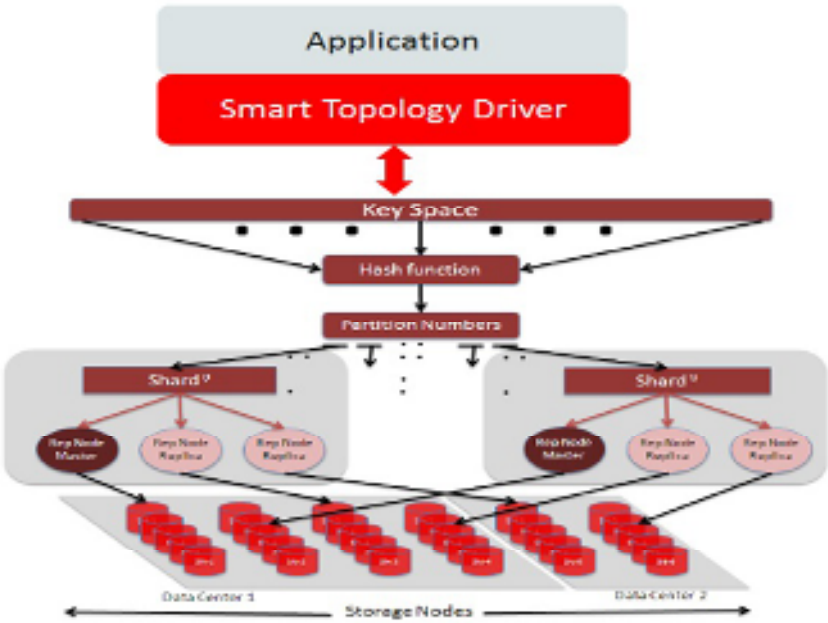 Application
Smart Topology Driver
Key Space
Hash function
Partition Numbers
Shard
Shard
Rep Node
Master
Rep Node
Replica
Rep Node
Replica
Rep Node
Master
Rep Node
Replica
Rep Node
Replica
Data Center 1
Data Center 2
Storage Nodes